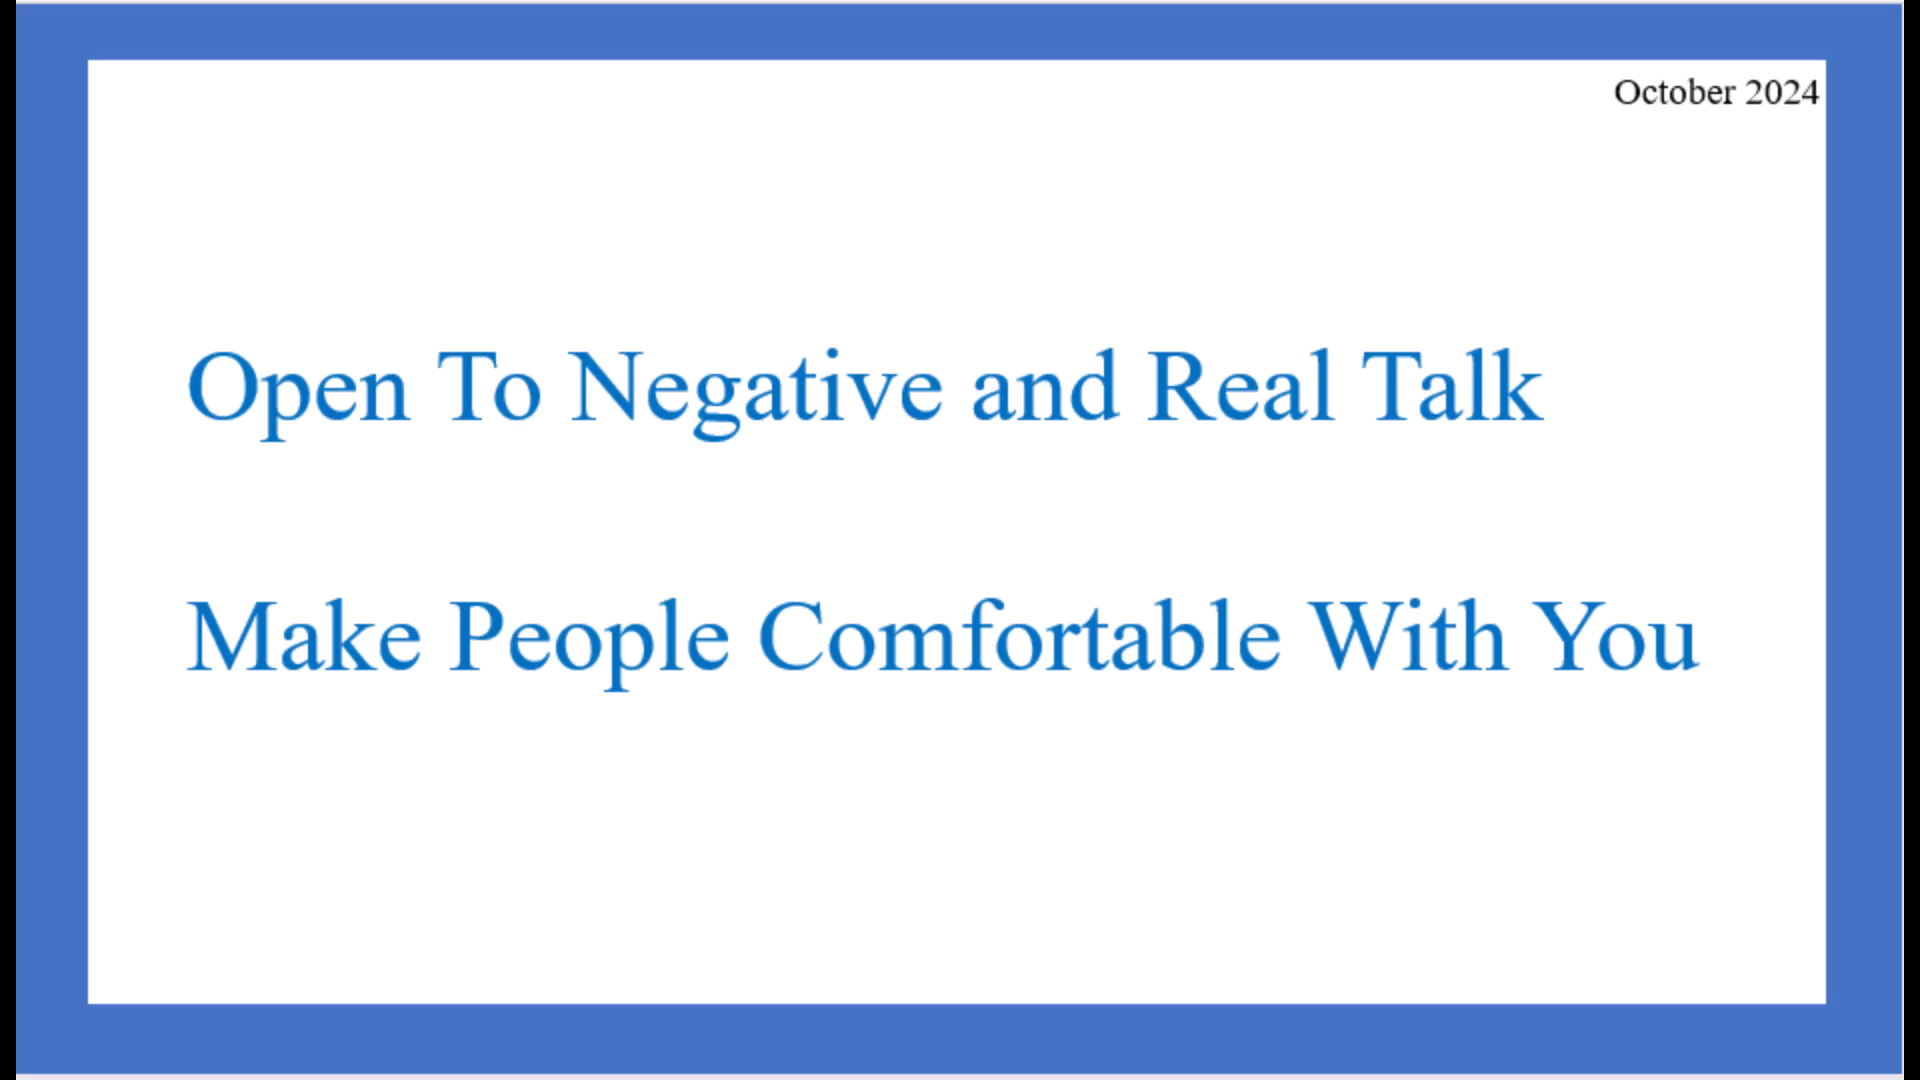 October 2024
Open To Negative and Real Talk
Make People Comfortable With You